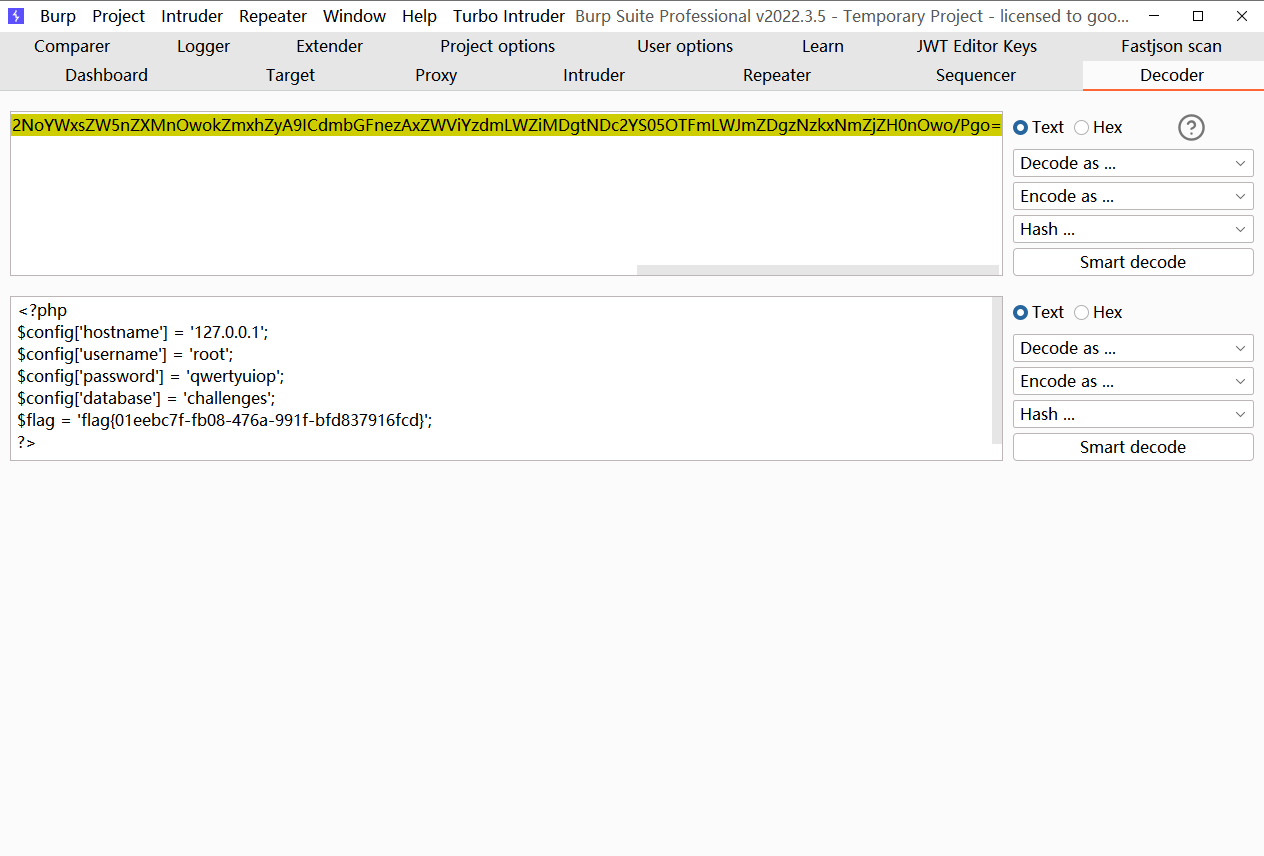 Burp Project Intruder Repeater Window Help Turbo Intruder Burp Suite Professional v2022.3.5 - Temporary Project - licensed to goo...
Comparer Logger Extender Project options User options Learn JWT Editor Keys Fastjson scan
Dashboard Target Proxy Intruder Repeater Sequencer Decoder
2NoYWxsZW5nZXMnOwokZmxhZyA9ICdmbGFnezAxZWViYzdmLWZiMDgtNDc2YS05OTFmLWJmZDgzNzkxNmZjZH0nOwo/Pgo=
Text Hex ?
Decode as ...
Encode as ...
Hash ...
Smart decode
<?php
$config['hostname'] = '127.0.0.1';
$config['username'] = 'root';
$config['password'] = 'qwertyuiop';
$config['database'] = 'challenges';
$flag = 'flag{01eebc7f-fb08-476a-991f-bfd837916fcd}';
?>
Text Hex
Decode as ...
Encode as ...
Hash ...
Smart decode